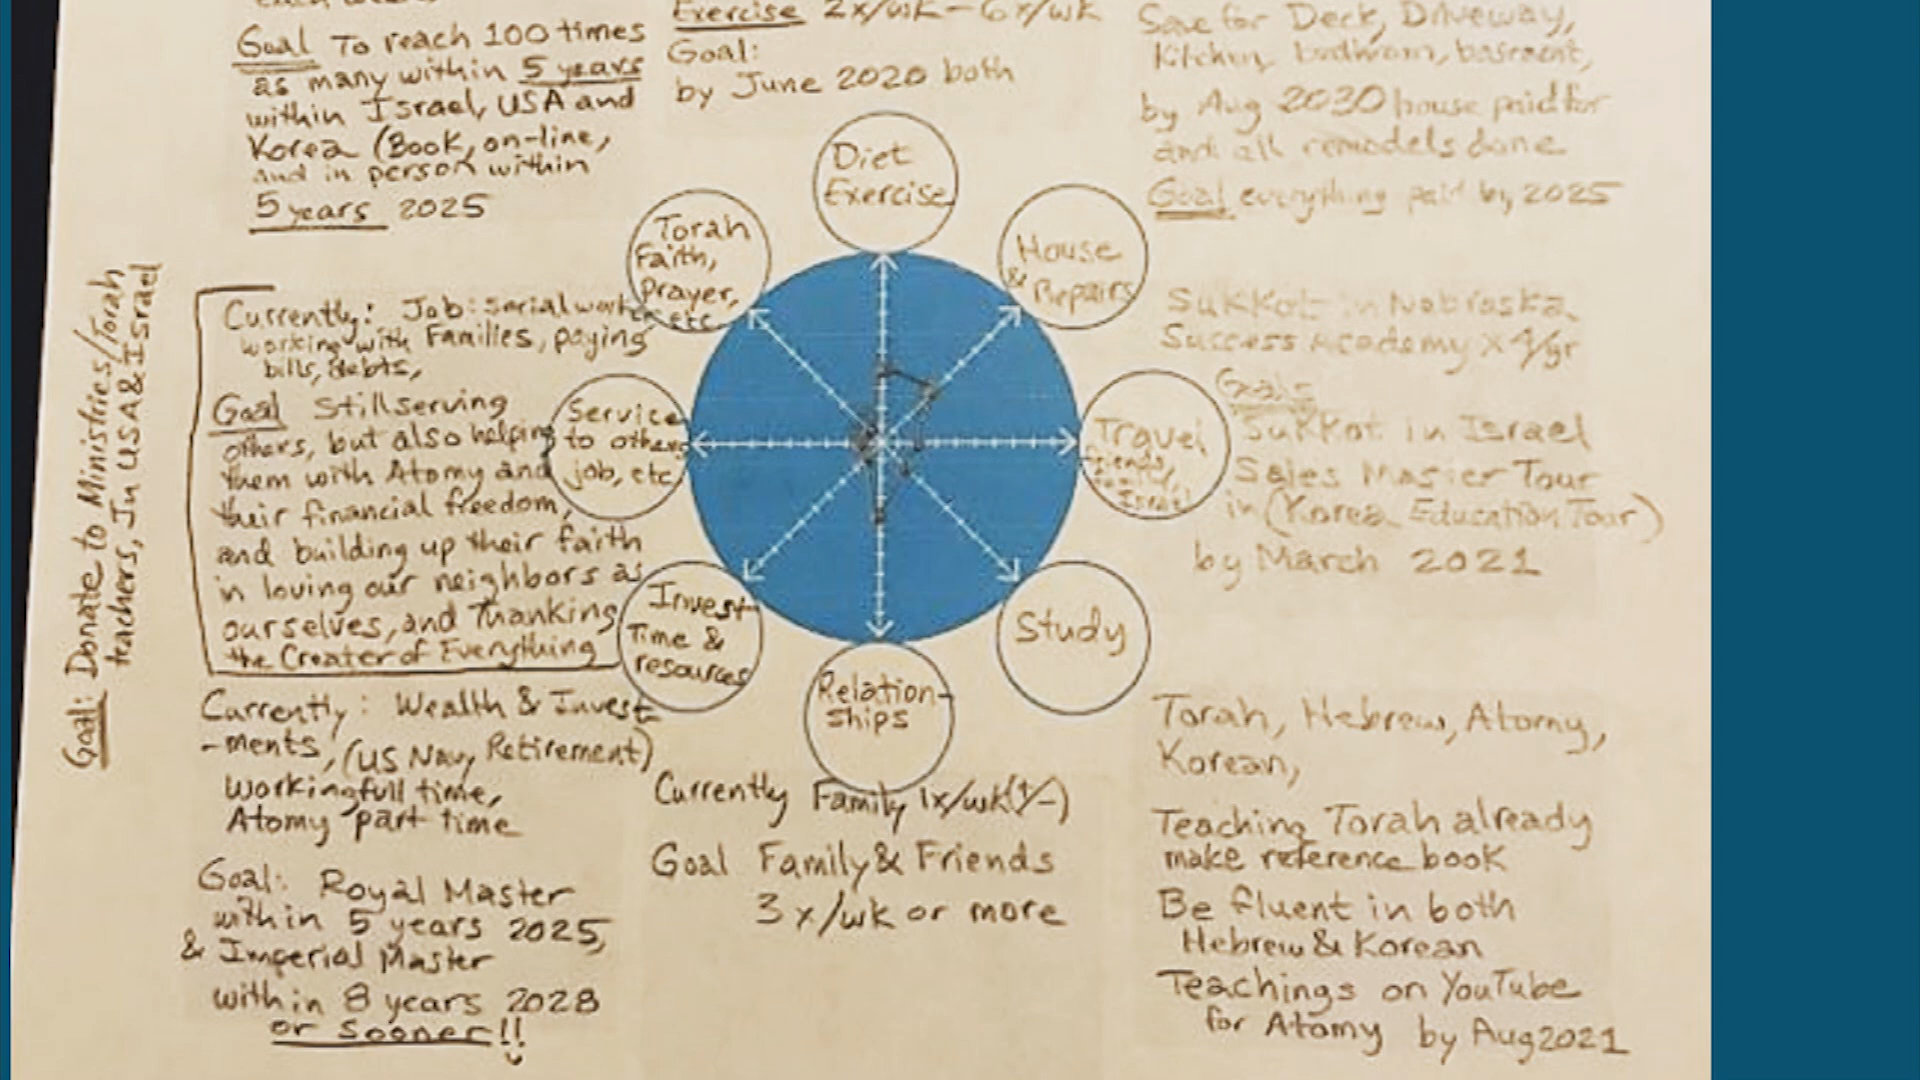 Goal To reach 100 times
as many within 5 years
within Israel, USA and
Korea (Book, on-line,
and in person within
5 years 2025
Exercise 2x/wk - 6x/wk
Goal:
by June 2020 both
Save for Deck, Driveway,
Kitchen, bathroom, basement,
by Aug 2030 house paid for
and all remodels done
Goal everything paid by 2025
Diet
Exercise
Torah
Faith,
Prayer,
etc
House
& Repairs
Goal: Donate to Ministries/Torah
teachers, In USA & Israel
Currently: Job: social work
working with Families, paying
bills, debts,
Goal Still serving
others, but also helping
them with Atomy and
their financial freedom,
and building up their faith
in loving our neighbors as
ourselves, and Thanking
the Creater of Everything
Service
to others
job, etc
Travel
friends,
family,
Israel
Sukkot in Nebraska
Success Academy x 4/yr
Goals
Sukkot in Israel
Sales Master Tour
in (Korea Education Tour)
by March 2021
Invest
Time &
resources
Relation-
ships
Study
Currently: Wealth & Invest
-ments, (US Navy Retirement)
Working full time,
Atomy part time
Goal: Royal Master
within 5 years 2025,
& Imperial Master
within 8 years 2028
or sooner!!
Currently Family 1x/wk (+/-)
Goal Family & Friends
3x/wk or more
Torah, Hebrew, Atomy,
Korean,
Teaching Torah already
make reference book
Be fluent in both
Hebrew & Korean
Teachings on YouTube
for Atomy by Aug 2021